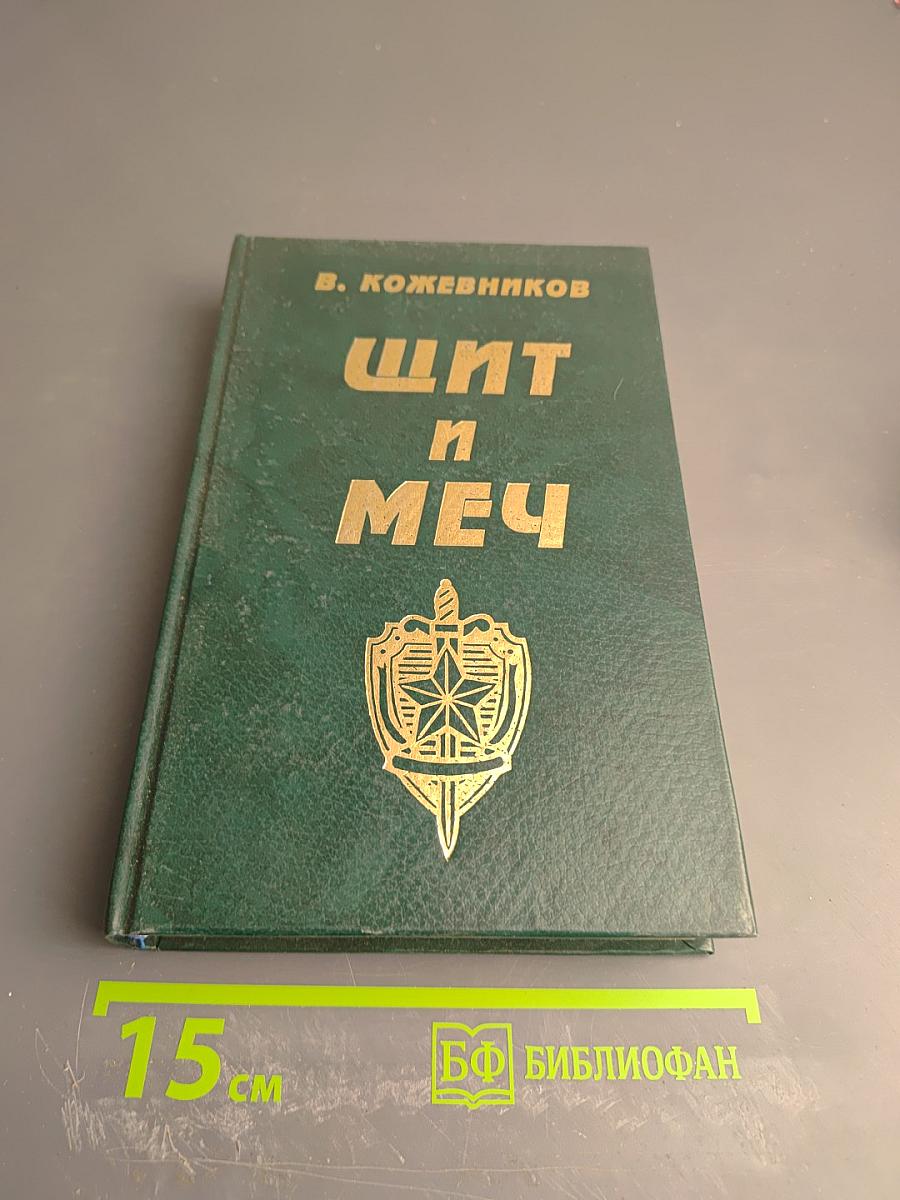 В. КОЖЕВНИКОВ
ЩИТ
И
МЕЧ
15 см
БФ БИБЛИОФАН